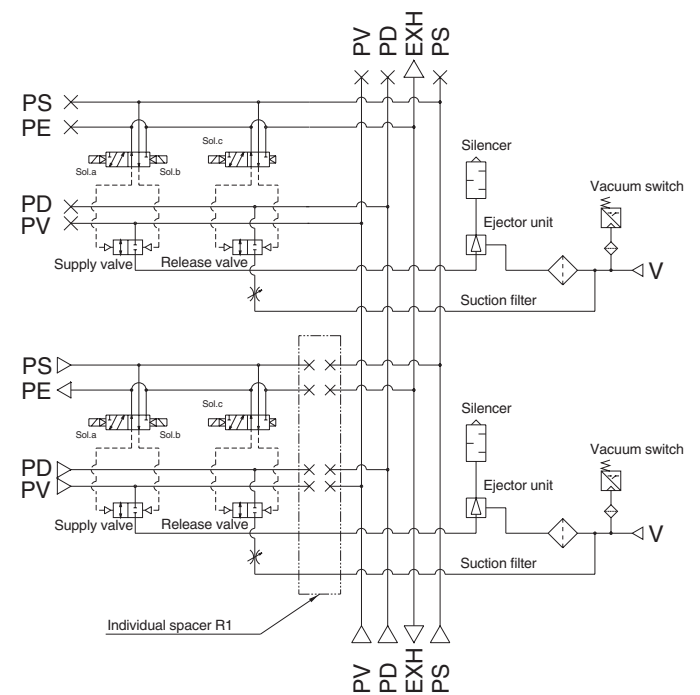 PV PD EXH PS
PS
PE
Sol.a
Sol.b
Sol.c
PD
PV
Supply valve
Release valve
Silencer
Ejector unit
Vacuum switch
V
Suction filter
PS
PE
Sol.a
Sol.b
Sol.c
PD
PV
Supply valve
Release valve
Silencer
Ejector unit
Vacuum switch
V
Suction filter
Individual spacer R1
PV PD EXH PS